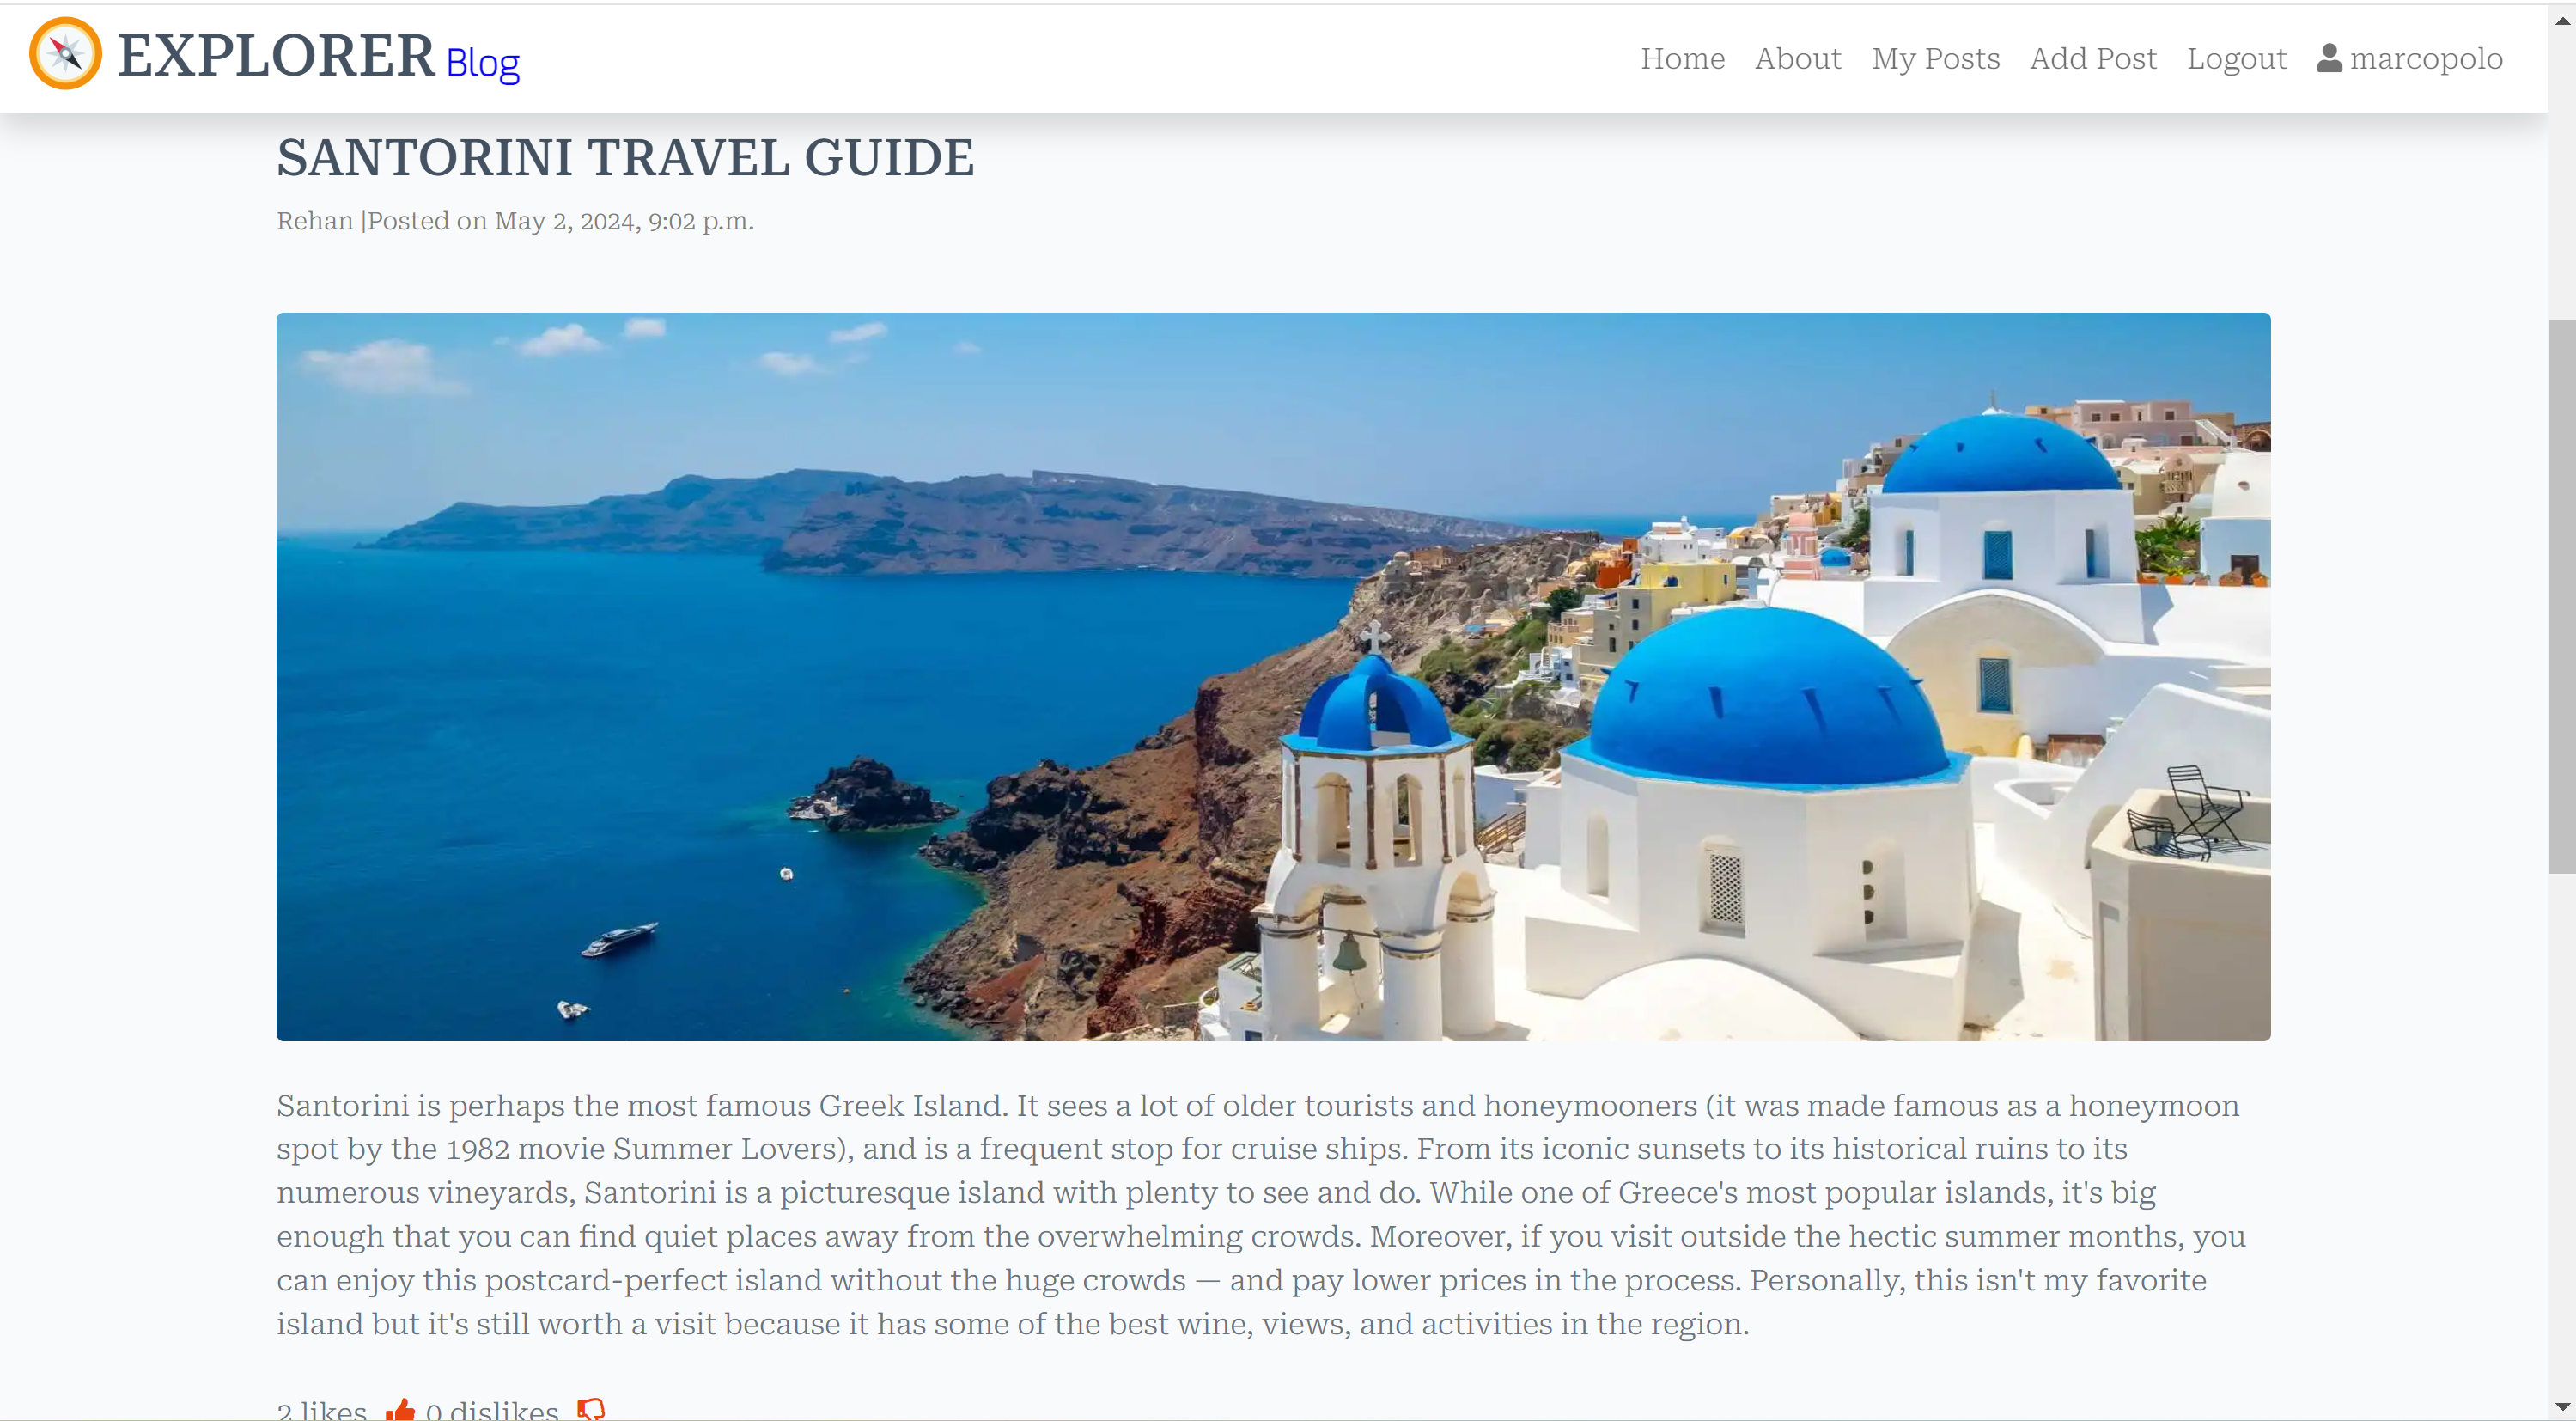 EXPLORER Blog
Home About My Posts Add Post Logout marcopolo
SANTORINI TRAVEL GUIDE
Rehan |Posted on May 2, 2024, 9:02 p.m.
Santorini is perhaps the most famous Greek Island. It sees a lot of older tourists and honeymooners (it was made famous as a honeymoon
spot by the 1982 movie Summer Lovers), and is a frequent stop for cruise ships. From its iconic sunsets to its historical ruins to its
numerous vineyards, Santorini is a picturesque island with plenty to see and do. While one of Greece's most popular islands, it's big
enough that you can find quiet places away from the overwhelming crowds. Moreover, if you visit outside the hectic summer months, you
can enjoy this postcard-perfect island without the huge crowds — and pay lower prices in the process. Personally, this isn't my favorite
island but it's still worth a visit because it has some of the best wine, views, and activities in the region.
2 likes 0 dislikes